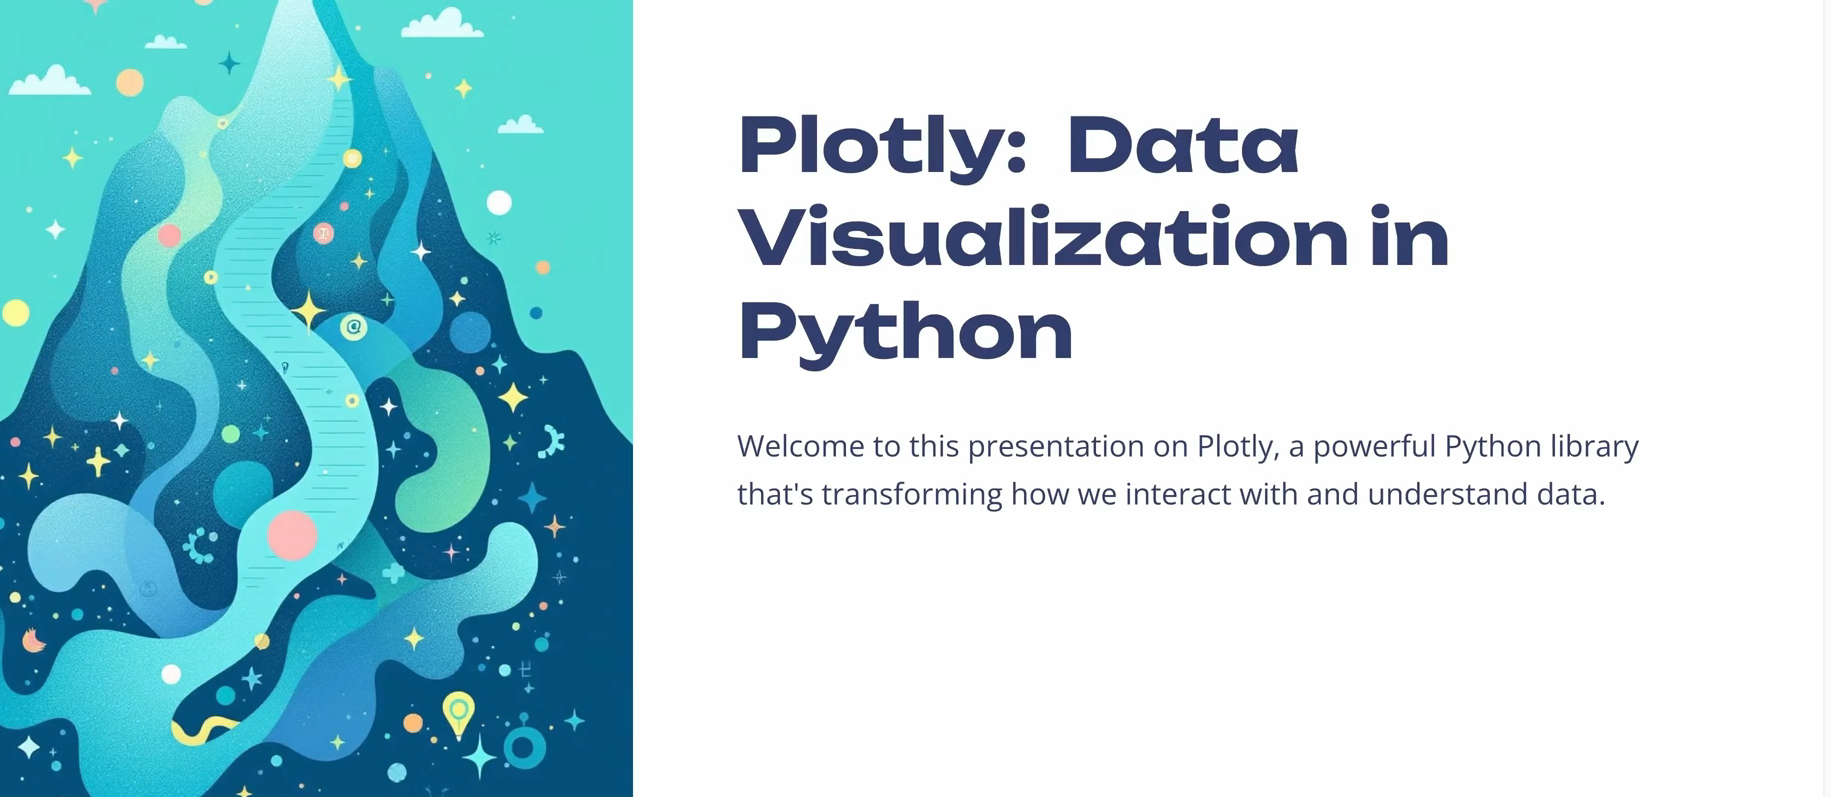 Plotly:  Data
Visualization in
Python
Welcome to this presentation on Plotly, a powerful Python library
that's transforming how we interact with and understand data.